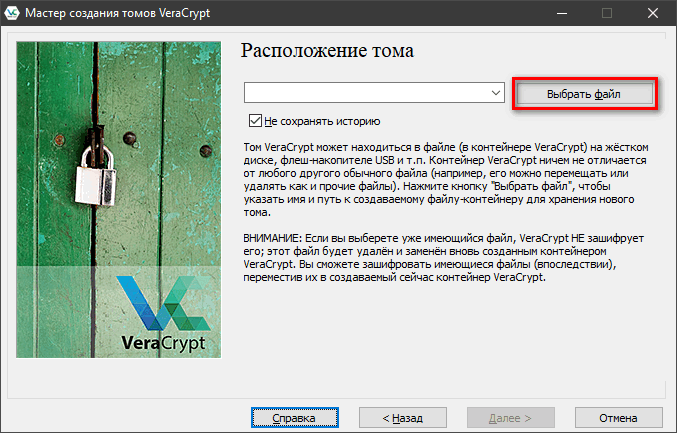 Мастер создания томов VeraCrypt
Расположение тома
Выбрать файл
Не сохранять историю
Том VeraCrypt может находиться в файле (в контейнере VeraCrypt) на жёстком
диске, флеш-накопителе USB и т.п. Контейнер VeraCrypt ничем не отличается
от любого другого обычного файла (например, его можно перемещать или
удалять как и прочие файлы). Нажмите кнопку "Выбрать файл", чтобы
указать имя и путь к создаваемому файлу-контейнеру для хранения нового
тома.
ВНИМАНИЕ: Если вы выберете уже имеющийся файл, VeraCrypt НЕ зашифрует
его; этот файл будет удалён и заменён вновь созданным контейнером
VeraCrypt. Вы сможете зашифровать имеющиеся файлы (впоследствии),
переместив их в создаваемый сейчас контейнер VeraCrypt.
VeraCrypt
Справка
< Назад
Далее >
Отмена